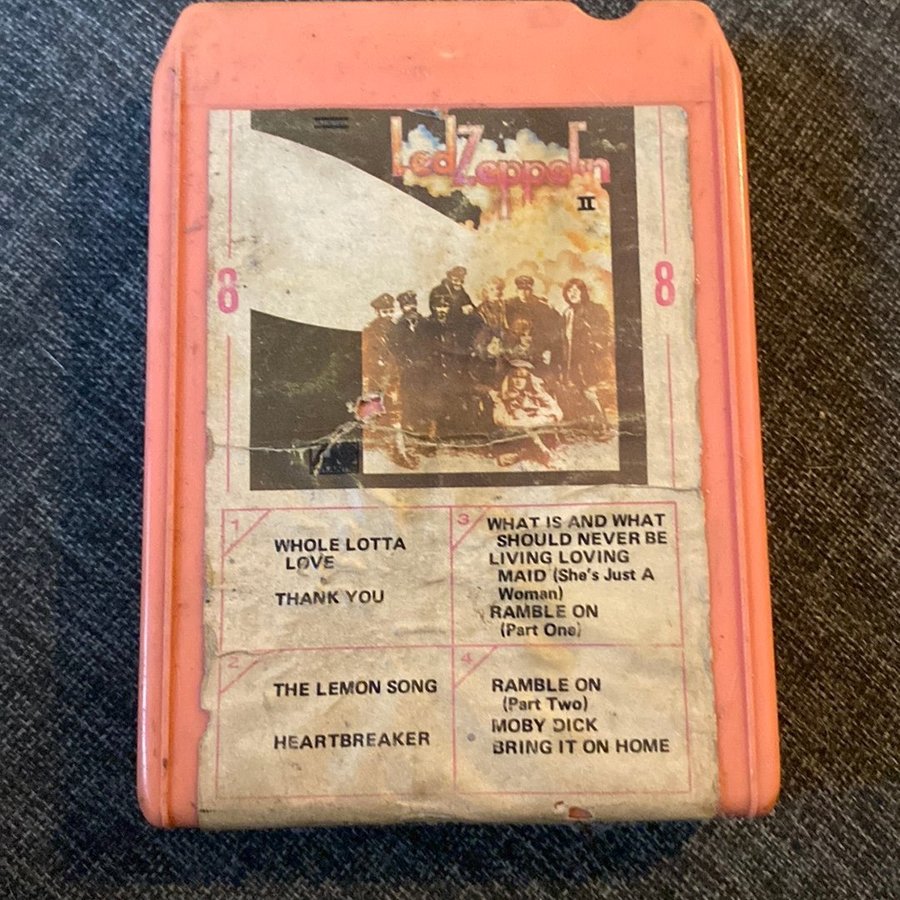 Led Zeppelin
II
8
8
1
WHOLE LOTTA
LOVE
THANK YOU
2
THE LEMON SONG
HEARTBREAKER
3
WHAT IS AND WHAT
SHOULD NEVER BE
LIVING LOVING
MAID (She's Just A
Woman)
RAMBLE ON
(Part One)
4
RAMBLE ON
(Part Two)
MOBY DICK
BRING IT ON HOME